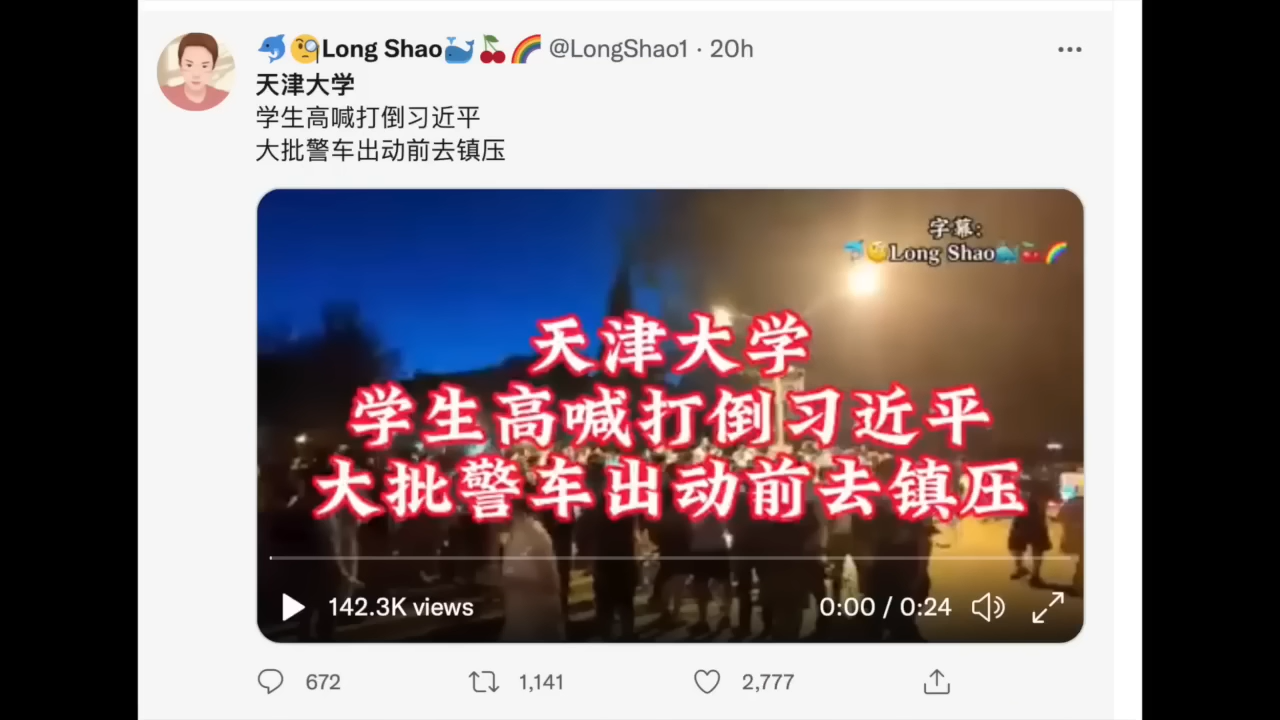 🐬🧐Long Shao🐳🍒🌈 @LongShao1 · 20h
天津大学
学生高喊打倒习近平
大批警车出动前去镇压
字幕:
🐬🧐Long Shao🐳🍒🌈
天津大学
学生高喊打倒习近平
大批警车出动前去镇压
142.3K views
0:00 / 0:24
672
1,141
2,777